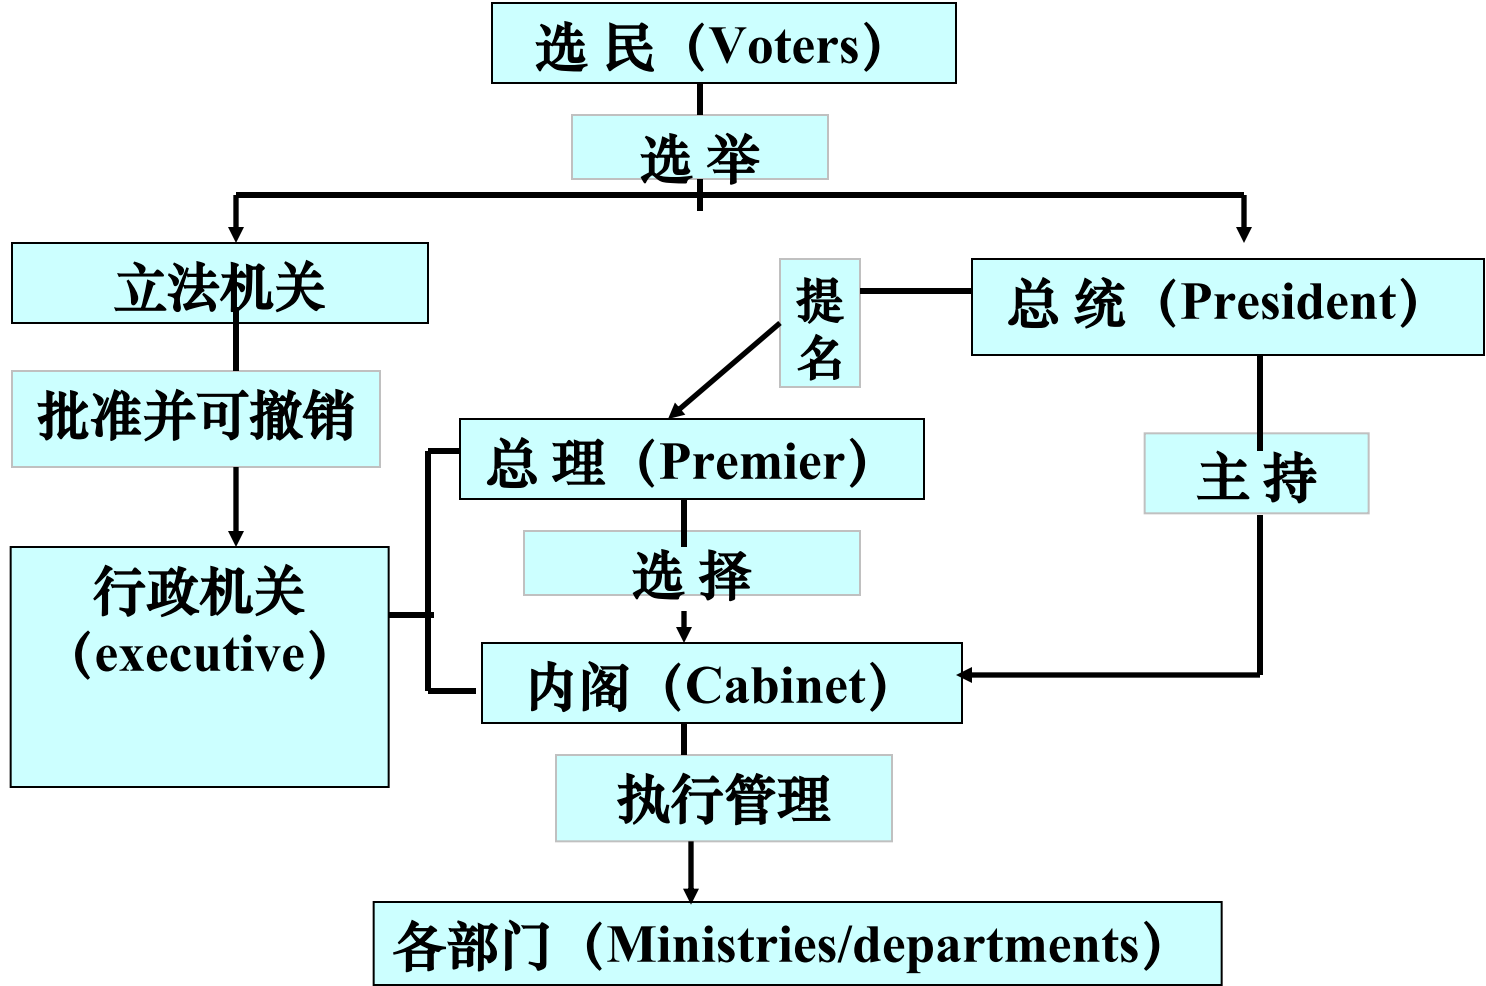 选 民（Voters）
选 举
立法机关
提
名
总 统（President）
批准并可撤销
总 理（Premier）
主 持
选 择
行政机关
（executive）
内阁（Cabinet）
执行管理
各部门（Ministries/departments）